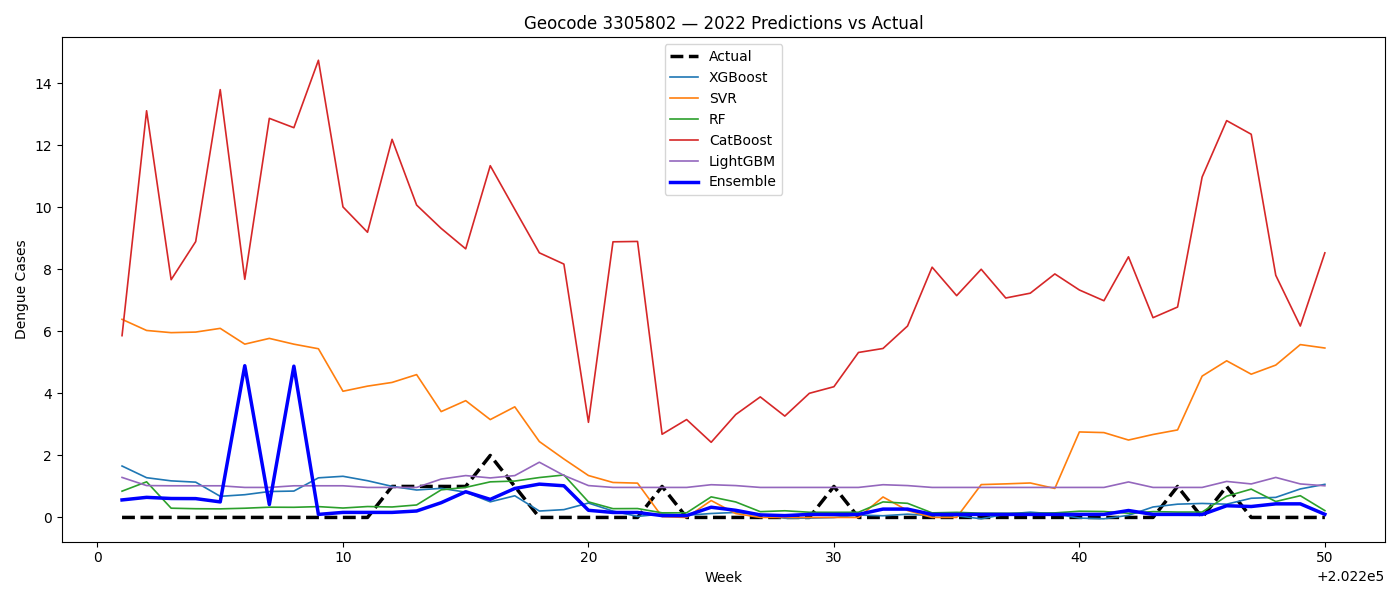 Geocode 3305802 — 2022 Predictions vs Actual
Actual
XGBoost
SVR
RF
CatBoost
LightGBM
Ensemble
Dengue Cases
14
12
10
8
6
4
2
0
0 10 20 30 40 50
Week
+2.022e5